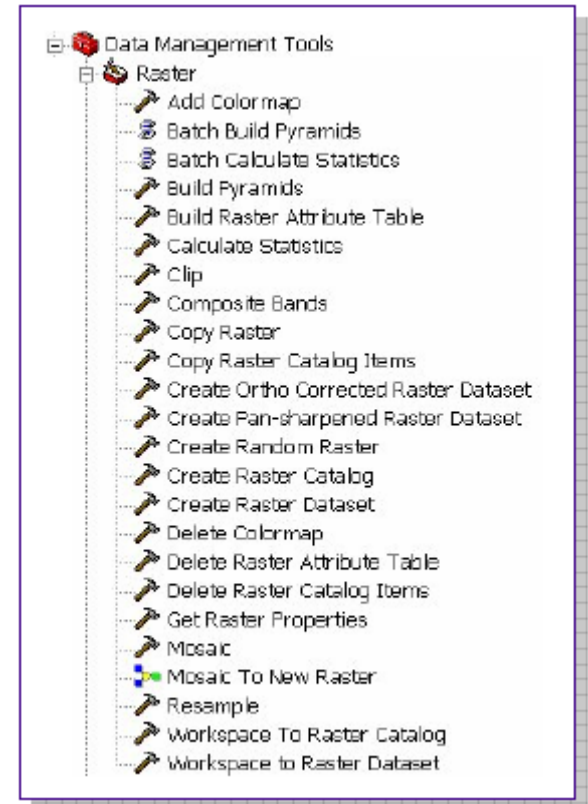 Data Management Tools
Raster
Add Colormap
Batch Build Pyramids
Batch Calculate Statistics
Build Pyramids
Build Raster Attribute Table
Calculate Statistics
Clip
Composite Bands
Copy Raster
Copy Raster Catalog Items
Create Ortho Corrected Raster Dataset
Create Pan-sharpened Raster Dataset
Create Random Raster
Create Raster Catalog
Create Raster Dataset
Delete Colormap
Delete Raster Attribute Table
Delete Raster Catalog Items
Get Raster Properties
Mosaic
Mosaic To New Raster
Resample
Workspace To Raster Catalog
Workspace to Raster Dataset